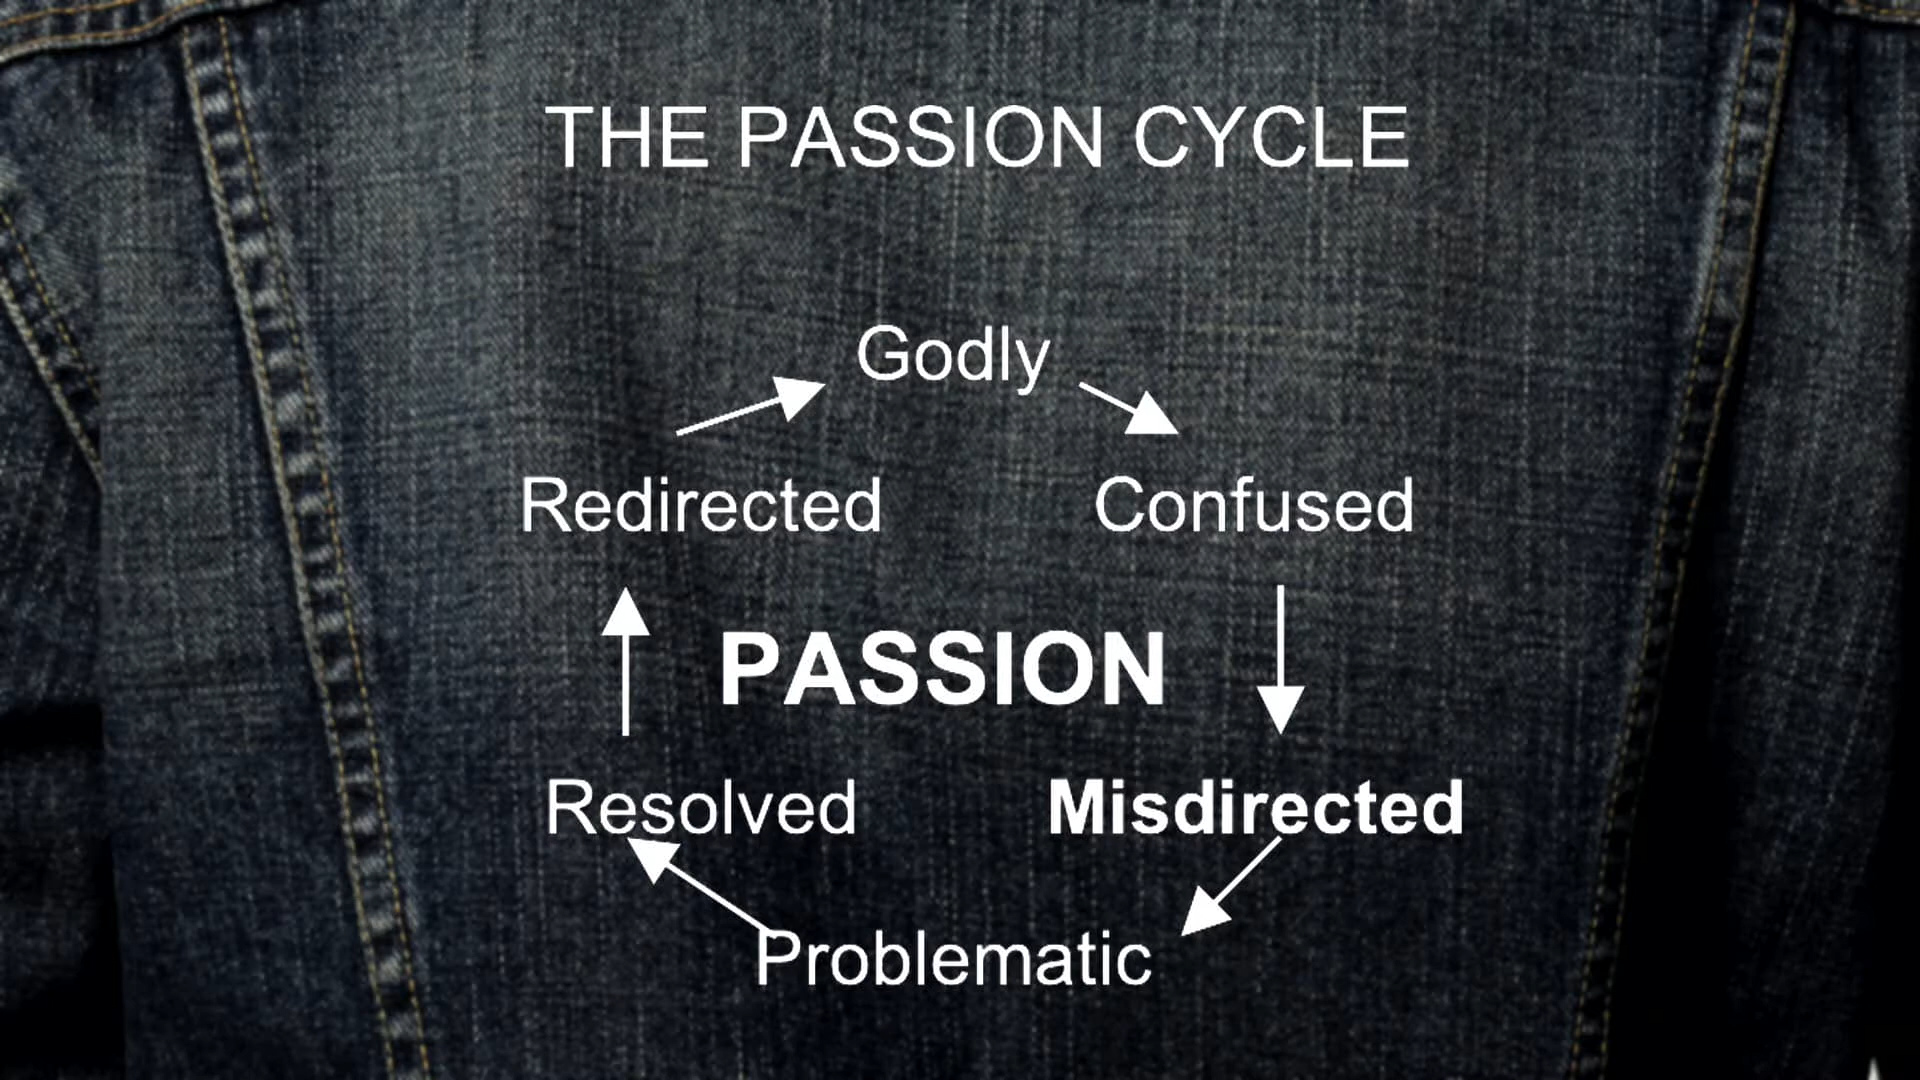 THE PASSION CYCLE
Godly
Redirected Confused
PASSION
Resolved Misdirected
Problematic